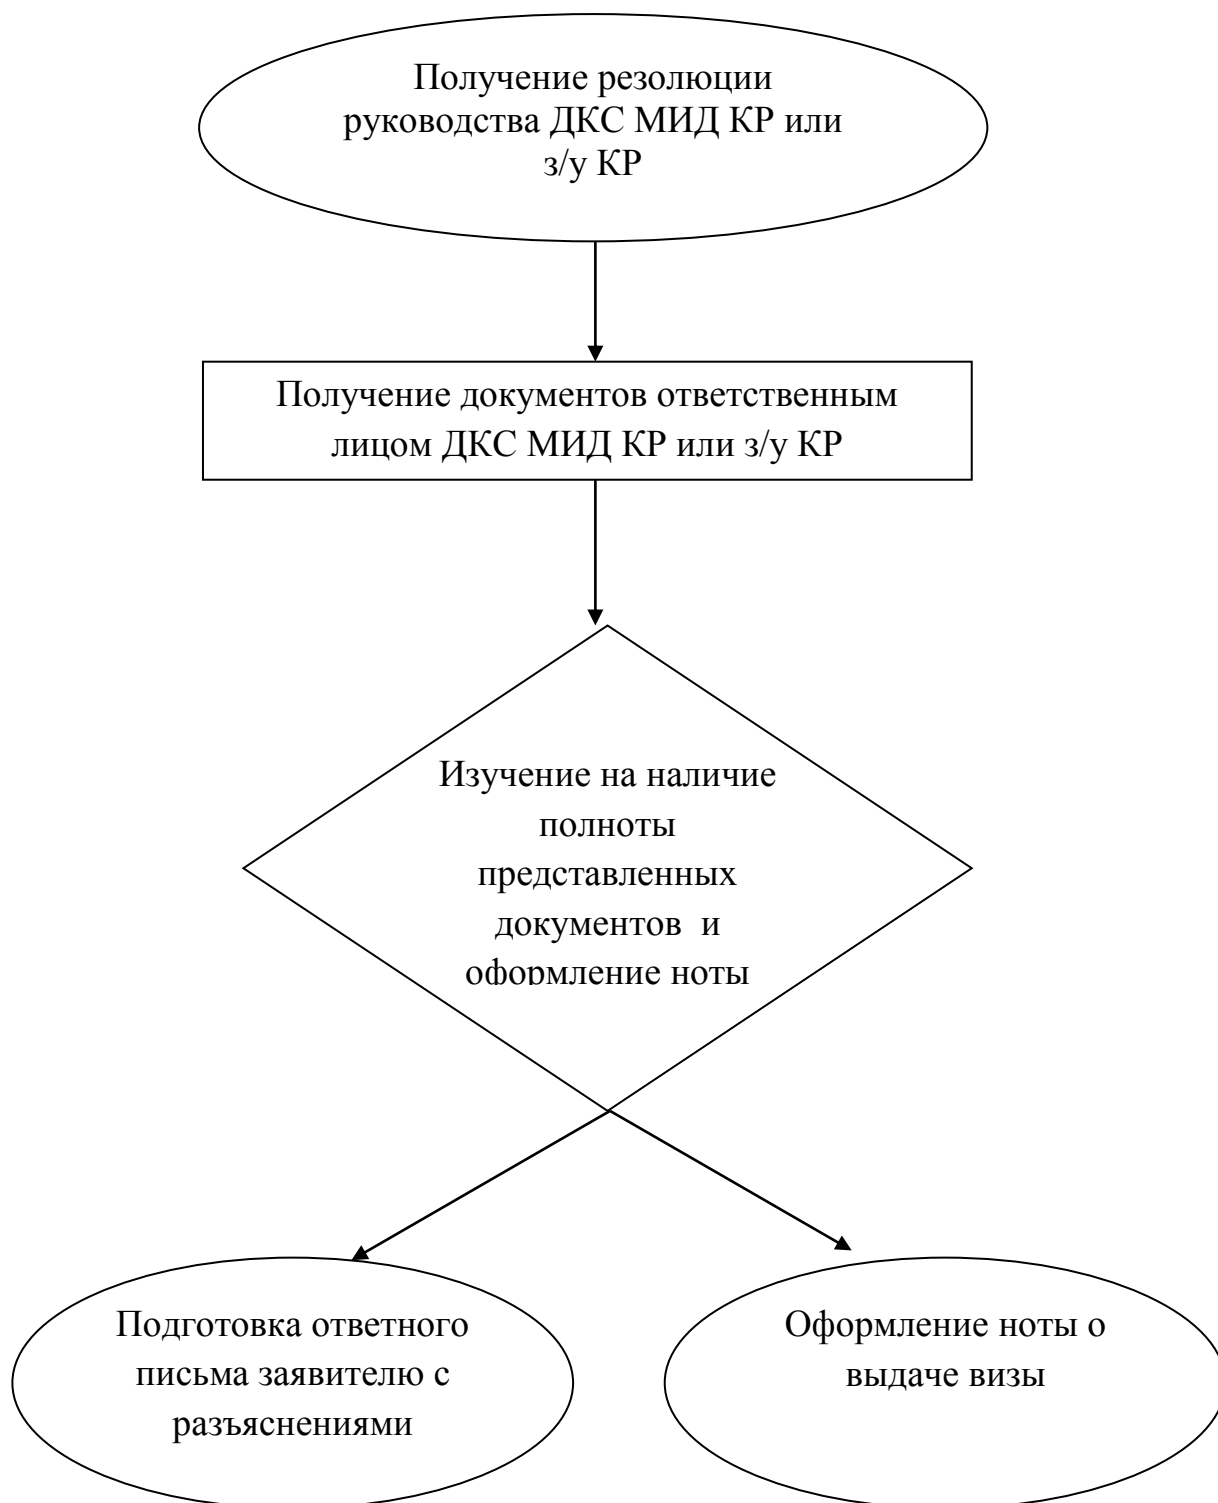 Получение резолюции
руководства ДКС МИД КР или
з/у КР
Получение документов ответственным
лицом ДКС МИД КР или з/у КР
Изучение на наличие
полноты
представленных
документов и
оформление ноты
Подготовка ответного
письма заявителю с
разъяснениями
Оформление ноты о
выдаче визы